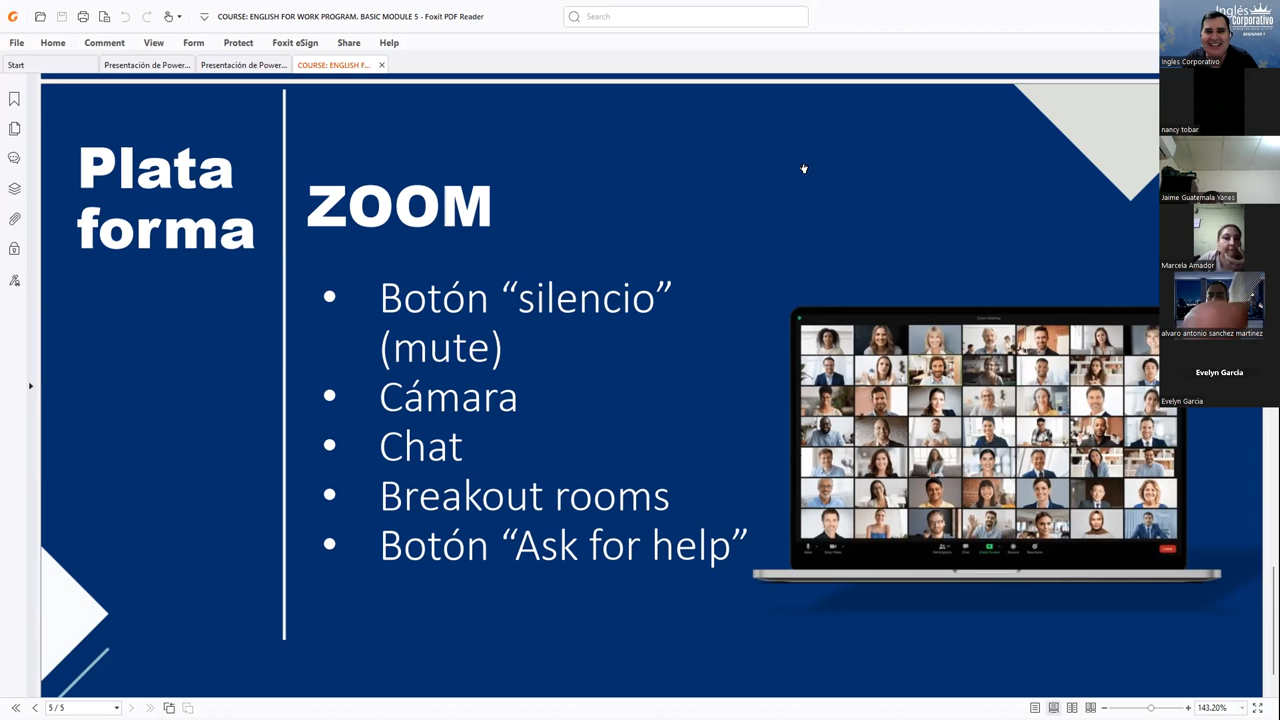 COURSE: ENGLISH FOR WORK PROGRAM. BASIC MODULE 5 - Foxit PDF Reader
Search
File Home Comment View Form Protect Foxit eSign Share Help
Start
Presentación de Power...
Presentación de Power...
COURSE: ENGLISH F...
Plata
forma
ZOOM
• Botón “silencio”
(mute)
• Cámara
• Chat
• Breakout rooms
• Botón “Ask for help”
Inglés
Corporativo
BEGINNER 1
Ingles Corporativo
nancy tobar
Jaime Guatemala Yanes
Marcela Amador
alvaro antonio sanchez martinez
Evelyn Garcia
Evelyn Garcia
5 / 5
143.20%